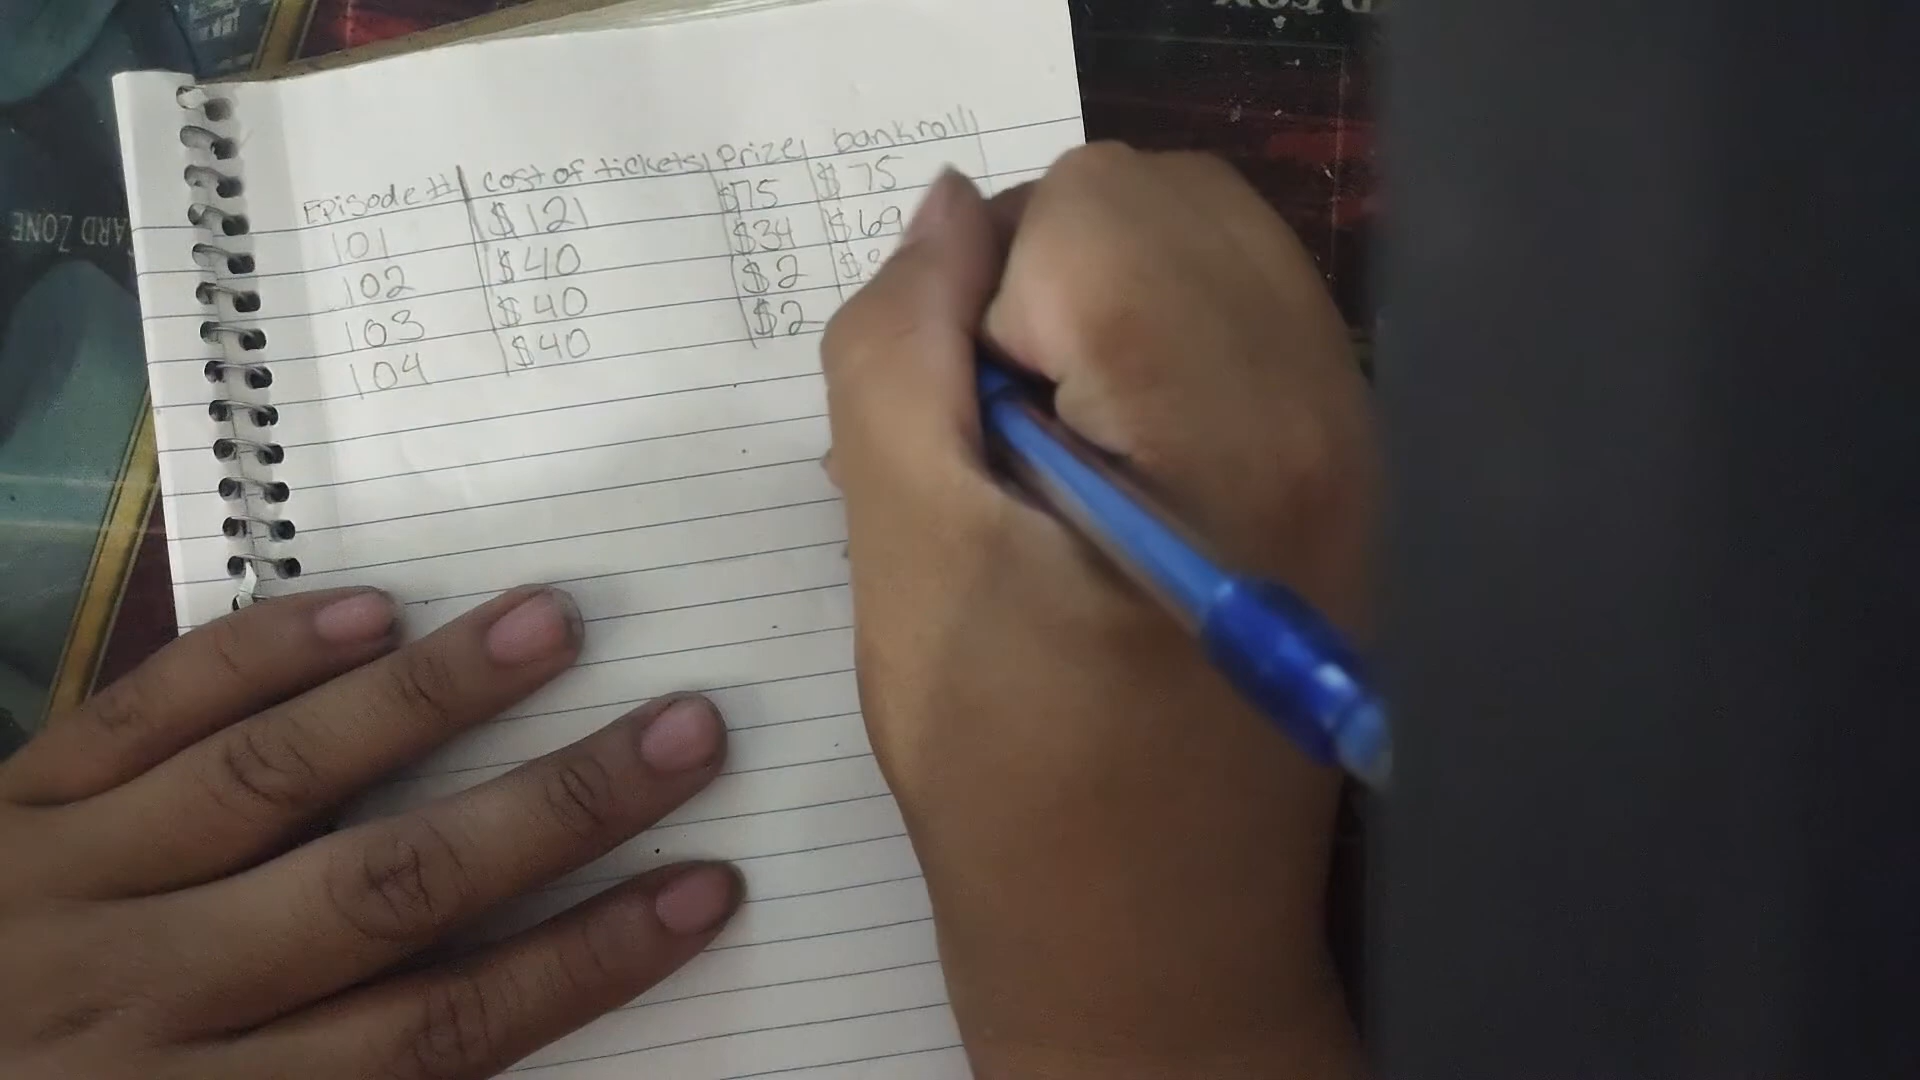 Episode # cost of tickets Prize bankroll
101 $121 $75 $75
102 $40 $34 $69
103 $40 $2
104 $40 $2
CARD ZONE